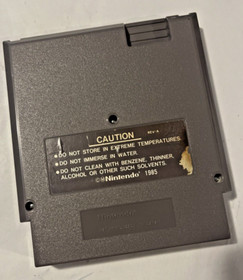 CAUTION REV-A
•DO NOT STORE IN EXTREME TEMPERATURES.
•DO NOT IMMERSE IN WATER.
•DO NOT CLEAN WITH BENZENE, THINNER,
ALCOHOL OR OTHER SUCH SOLVENTS.
©®Nintendo 1985